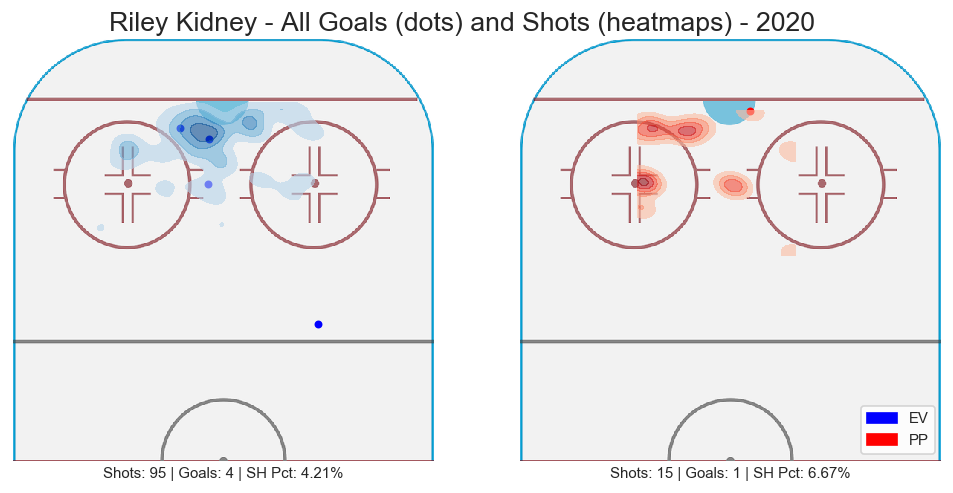 Riley Kidney - All Goals (dots) and Shots (heatmaps) - 2020
EV
PP
Shots: 95 | Goals: 4 | SH Pct: 4.21%
Shots: 15 | Goals: 1 | SH Pct: 6.67%